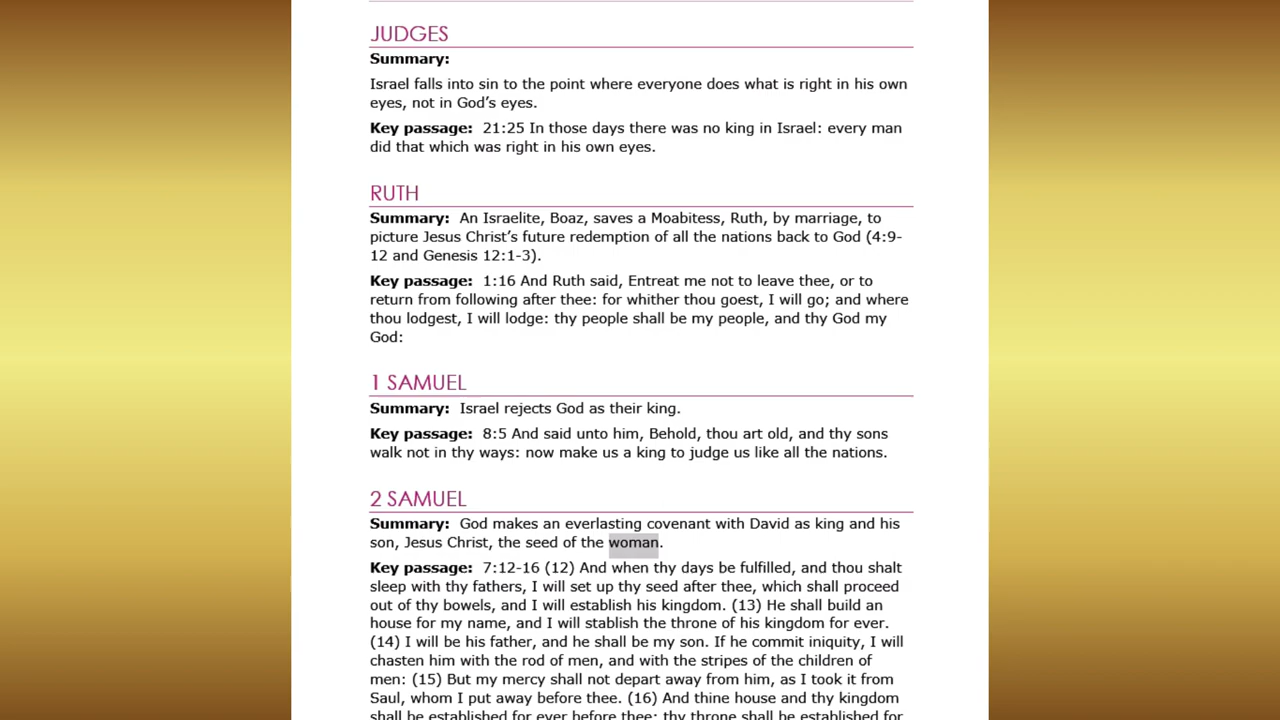 JUDGES
Summary:
Israel falls into sin to the point where everyone does what is right in his own
eyes, not in God’s eyes.
Key passage: 21:25 In those days there was no king in Israel: every man
did that which was right in his own eyes.
RUTH
Summary: An Israelite, Boaz, saves a Moabitess, Ruth, by marriage, to
picture Jesus Christ’s future redemption of all the nations back to God (4:9-
12 and Genesis 12:1-3).
Key passage: 1:16 And Ruth said, Entreat me not to leave thee, or to
return from following after thee: for whither thou goest, I will go; and where
thou lodgest, I will lodge: thy people shall be my people, and thy God my
God:
1 SAMUEL
Summary: Israel rejects God as their king.
Key passage: 8:5 And said unto him, Behold, thou art old, and thy sons
walk not in thy ways: now make us a king to judge us like all the nations.
2 SAMUEL
Summary: God makes an everlasting covenant with David as king and his
son, Jesus Christ, the seed of the woman.
Key passage: 7:12-16 (12) And when thy days be fulfilled, and thou shalt
sleep with thy fathers, I will set up thy seed after thee, which shall proceed
out of thy bowels, and I will establish his kingdom. (13) He shall build an
house for my name, and I will stablish the throne of his kingdom for ever.
(14) I will be his father, and he shall be my son. If he commit iniquity, I will
chasten him with the rod of men, and with the stripes of the children of
men: (15) But my mercy shall not depart away from him, as I took it from
Saul, whom I put away before thee. (16) And thine house and thy kingdom
shall be established for ever before thee: thy throne shall be established for